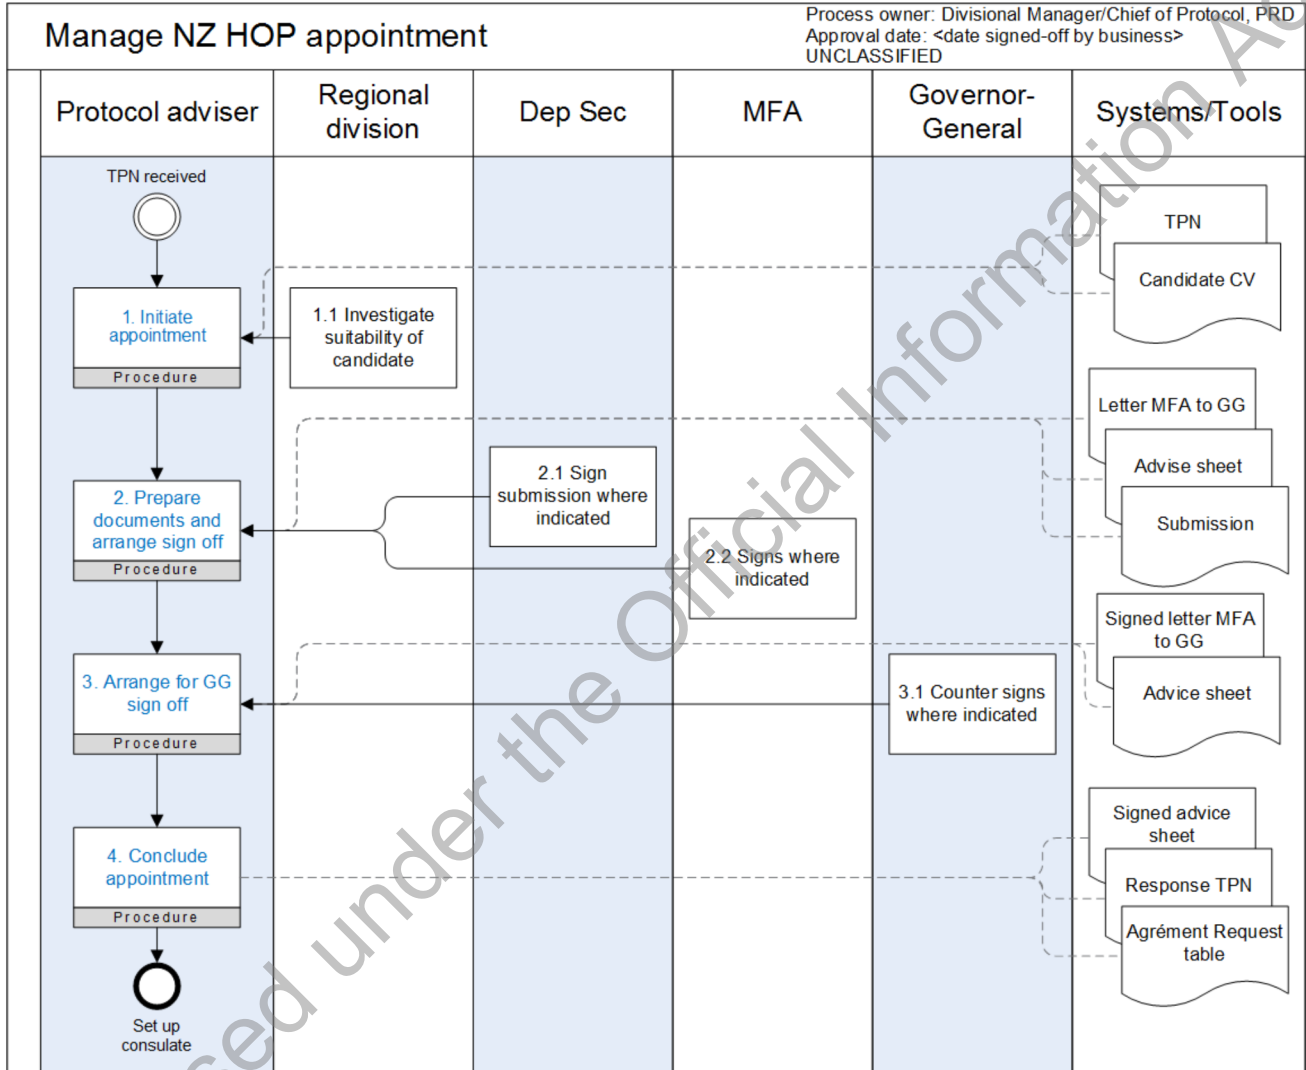 Manage NZ HOP appointment
Process owner: Divisional Manager/Chief of Protocol, PRD
Approval date: <date signed-off by business>
UNCLASSIFIED
Protocol adviser
Regional
division
Dep Sec
MFA
Governor-
General
Systems/Tools
TPN received
TPN
Candidate CV
1. Initiate
appointment
Procedure
1.1 Investigate
suitability of
candidate
Letter MFA to GG
Advise sheet
Submission
2. Prepare
documents and
arrange sign off
Procedure
2.1 Sign
submission where
indicated
2.2 Signs where
indicated
Signed letter MFA
to GG
Advice sheet
3. Arrange for GG
sign off
Procedure
3.1 Counter signs
where indicated
Signed advice
sheet
Response TPN
Agrément Request
table
4. Conclude
appointment
Procedure
Set up
consulate
under the Official Information